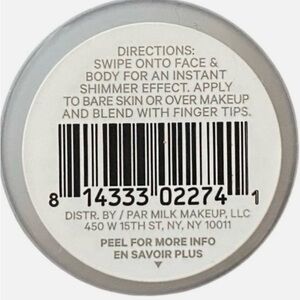 DIRECTIONS:
SWIPE ONTO FACE &
BODY FOR AN INSTANT
SHIMMER EFFECT. APPLY
TO BARE SKIN OR OVER MAKEUP
AND BLEND WITH FINGER TIPS.
8 14333 02274 1
DISTR. BY / PAR MILK MAKEUP, LLC
450 W 15TH ST, NY, NY 10011
PEEL FOR MORE INFO
EN SAVOIR PLUS